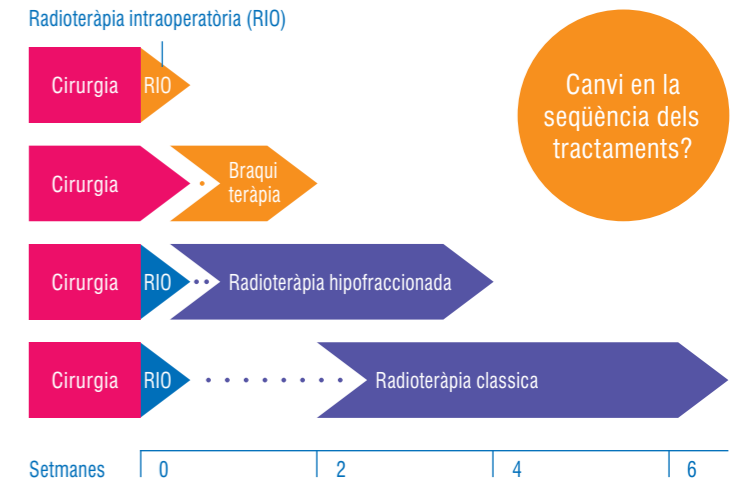 Radioteràpia intraoperatòria (RIO)
Cirurgia RIO
Canvi en la
seqüència dels
tractaments?
Cirurgia
Braqui
teràpia
Cirurgia RIO Radioteràpia hipofraccionada
Cirurgia RIO Radioteràpia classica
Setmanes 0 2 4 6